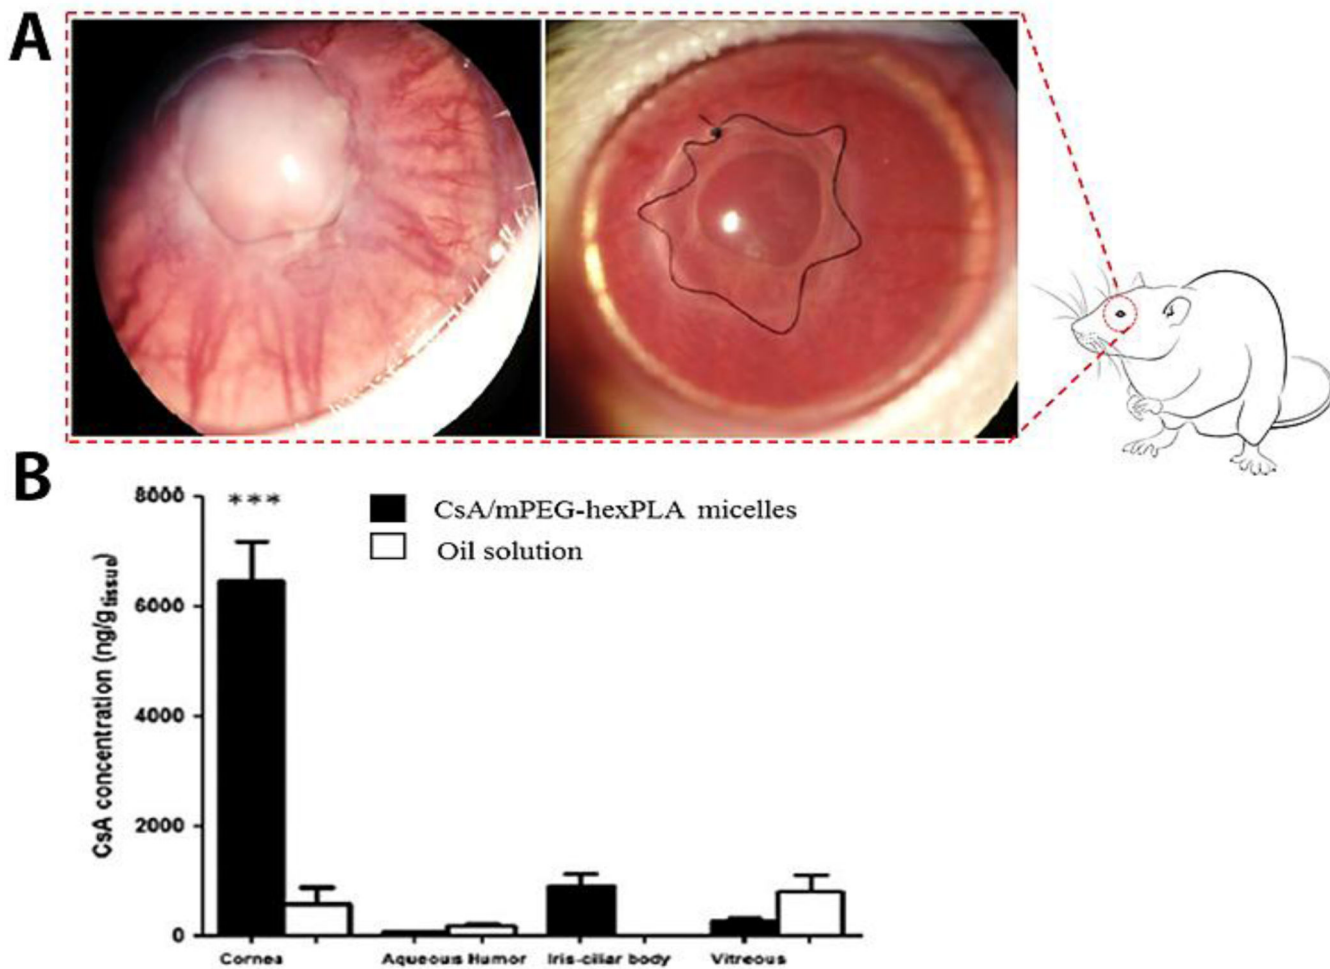 A
B
8000
***
CsA/mPEG-hexPLA micelles
Oil solution
6000
4000
2000
0
CsA concentration (ng/g tissue)
Cornea
Aqueous Humor
Iris-ciliar body
Vitreous